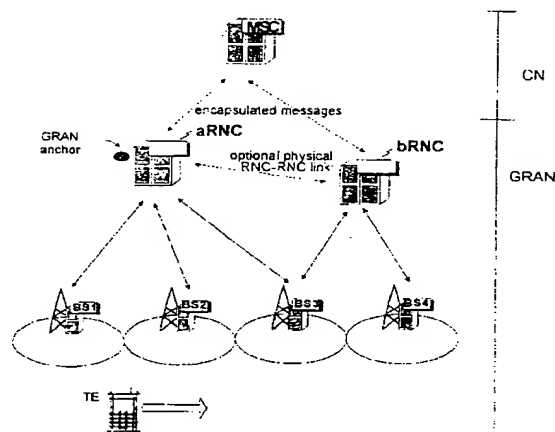 MSC
CN
encapsulated messages
aRNC
GRAN
anchor
optional physical
RNC-RNC link
bRNC
GRAN
BS1
BS2
BS3
BS4
TE